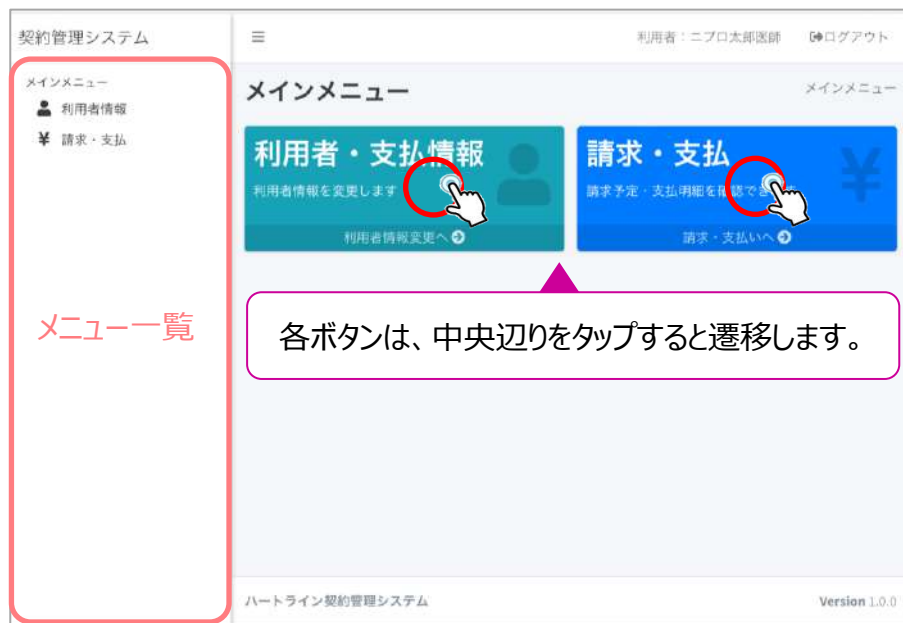 契約管理システム
利用者：ニプロ太郎医師 ログアウト
メインメニュー
利用者情報
¥ 請求・支払
メニュー一覧
メインメニュー
メインメニュー
利用者・支払情報
利用者情報を変更します
利用者情報変更へ
請求・支払
請求予定・支払明細を確認できます
¥
請求・支払いへ
各ボタンは、中央辺りをタップすると遷移します。
ハートライン契約管理システム
Version 1.0.0